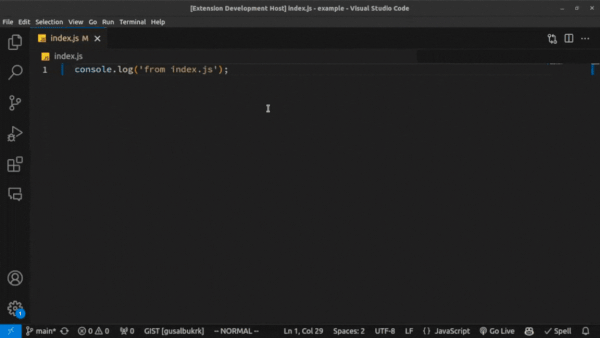 [Extension Development Host] index.js - example - Visual Studio Code
File Edit Selection View Go Run Terminal Help
index.js M
index.js
1 console.log('from index.js');
1
main* 0 0 0 GIST [gusalbukrk] -- NORMAL -- Ln 1, Col 29 Spaces: 2 UTF-8 LF {} JavaScript Go Live Spell